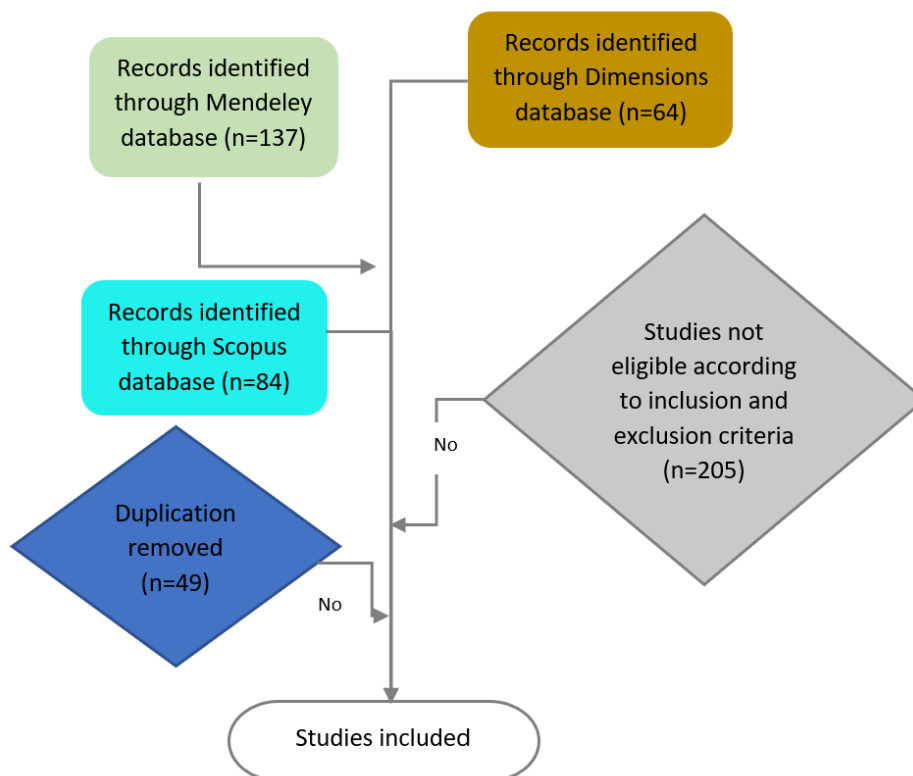 Records identified
through Mendeley
database (n=137)
Records identified
through Dimensions
database (n=64)
Records identified
through Scopus
database (n=84)
Studies not
eligible according
to inclusion and
exclusion criteria
(n=205)
No
Duplication
removed
(n=49)
No
Studies included